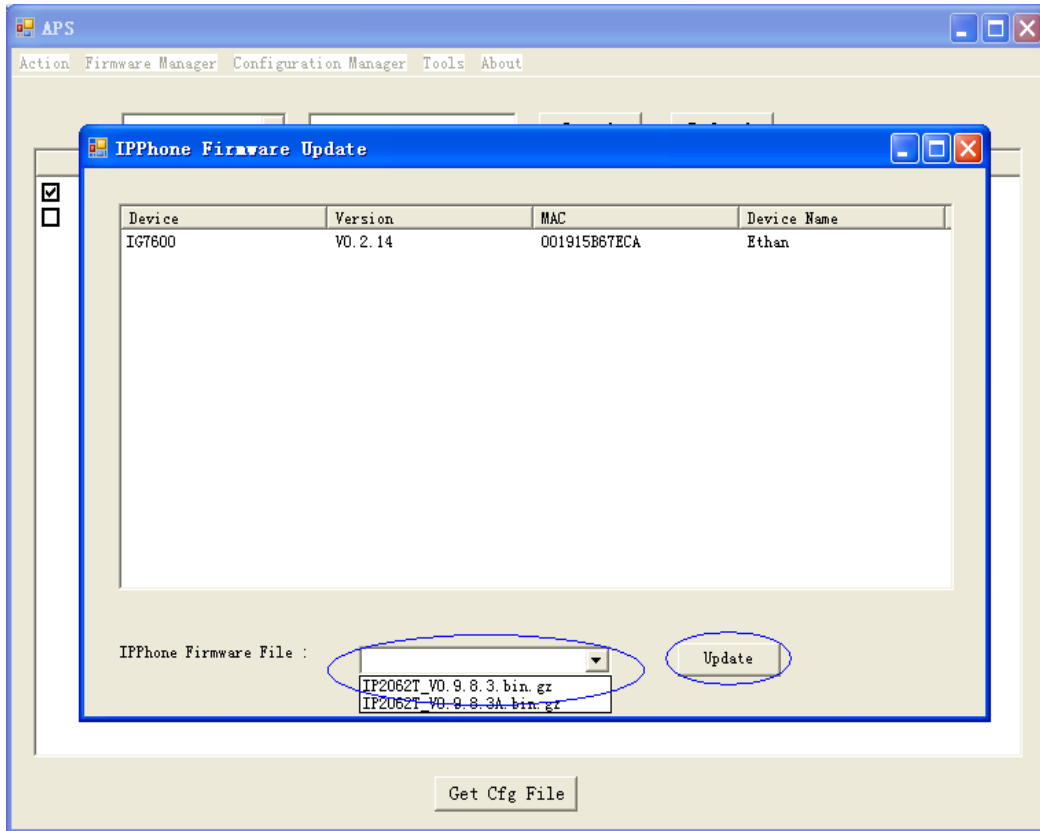 APS
Action Firmware Manager Configuration Manager Tools About
IPPhone Firmware Update
Device Version MAC Device Name
IG7600 V0.2.14 001915B67ECA Ethan
IPPhone Firmware File :
Update
IP2062T_V0.9.8.3.bin.gz
IP2062T_V0.9.8.3A.bin.gz
Get Cfg File